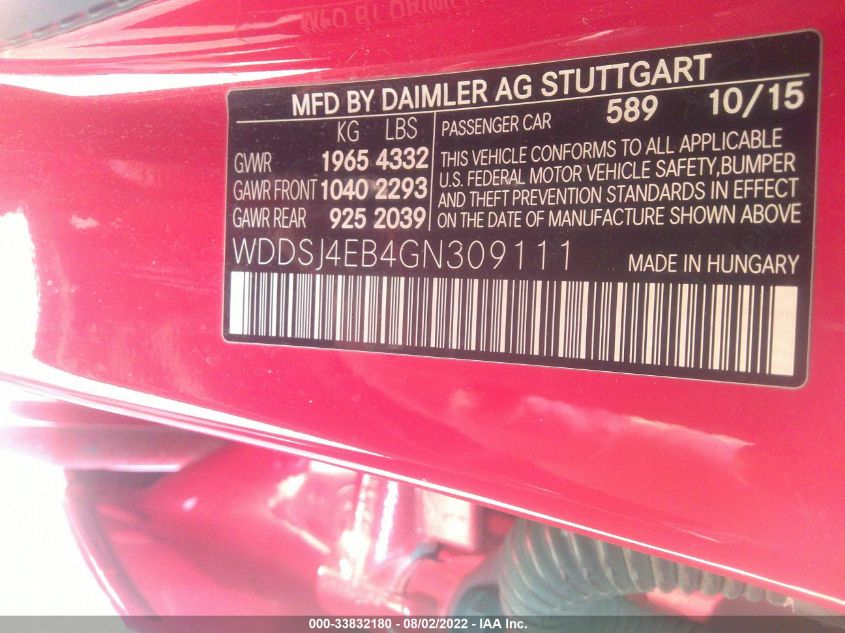 MFD BY DAIMLER AG STUTTGART
KG LBS
GVWR 1965 4332
GAWR FRONT 1040 2293
GAWR REAR 925 2039
PASSENGER CAR 589 10/15
THIS VEHICLE CONFORMS TO ALL APPLICABLE
U.S. FEDERAL MOTOR VEHICLE SAFETY,BUMPER
AND THEFT PREVENTION STANDARDS IN EFFECT
ON THE DATE OF MANUFACTURE SHOWN ABOVE
WDDSJ4EB4GN309111 MADE IN HUNGARY
000-33832180 - 08/02/2022 - IAA Inc.